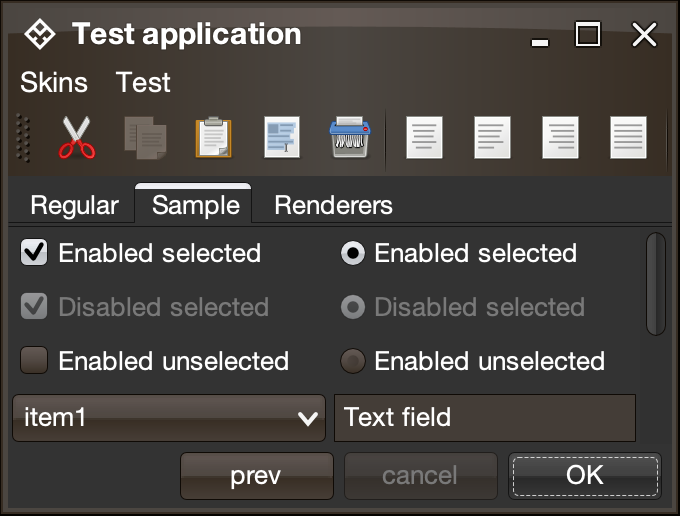 Test application
Skins Test
Regular Sample Renderers
Enabled selected Enabled selected
Disabled selected Disabled selected
Enabled unselected Enabled unselected
item1 Text field
prev cancel OK